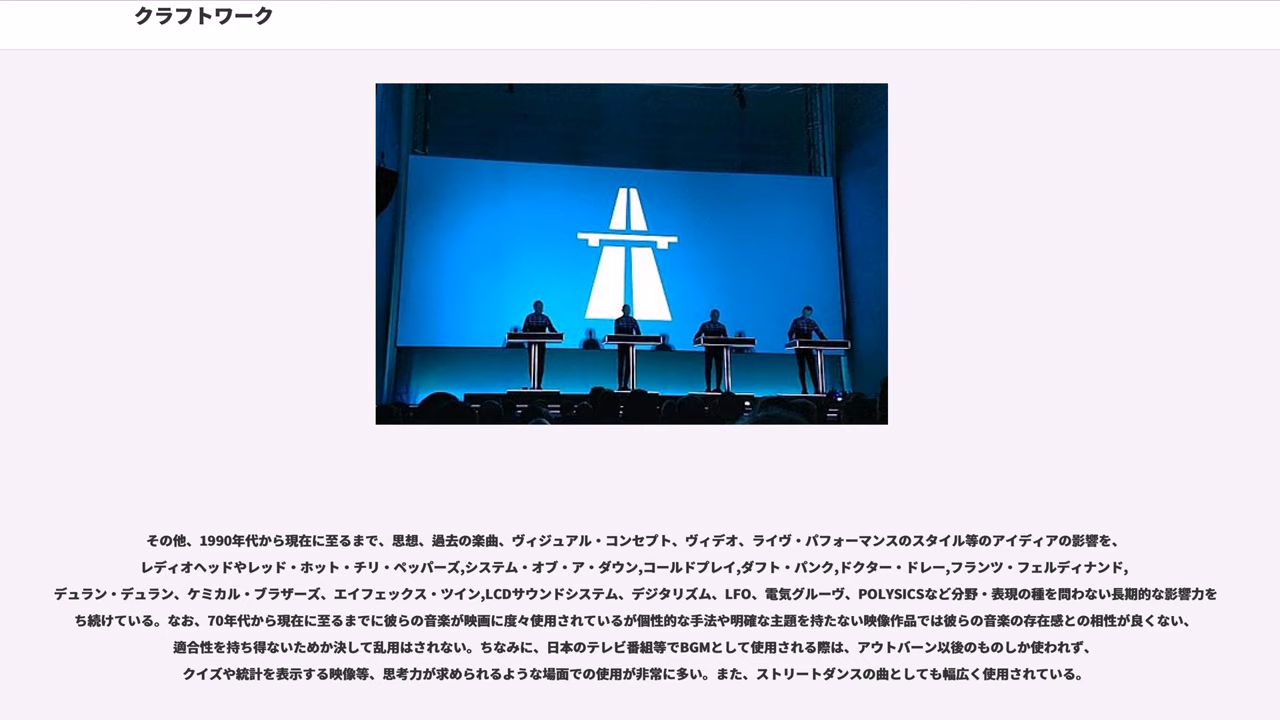 クラフトワーク
その他、1990年代から現在に至るまで、思想、過去の楽曲、ヴィジュアル・コンセプト、ヴィデオ、ライヴ・パフォーマンスのスタイル等のアイディアの影響を、
レディオヘッドやレッド・ホット・チリ・ペッパーズ,システム・オブ・ア・ダウン,コールドプレイ,ダフト・パンク,ドクター・ドレー,フランツ・フェルディナンド,
デュラン・デュラン、ケミカル・ブラザーズ、エイフェックス・ツイン,LCDサウンドシステム、デジタリズム、LFO、電気グルーヴ、POLYSICSなど分野・表現の種を問わない長期的な影響力を
ち続けている。なお、70年代から現在に至るまでに彼らの音楽が映画に度々使用されているが個性的な手法や明確な主題を持たない映像作品では彼らの音楽の存在感との相性が良くない、
適合性を持ち得ないためか決して乱用はされない。ちなみに、日本のテレビ番組等でBGMとして使用される際は、アウトバーン以後のものしか使われず、
クイズや統計を表示する映像等、思考力が求められるような場面での使用が非常に多い。また、ストリートダンスの曲としても幅広く使用されている。